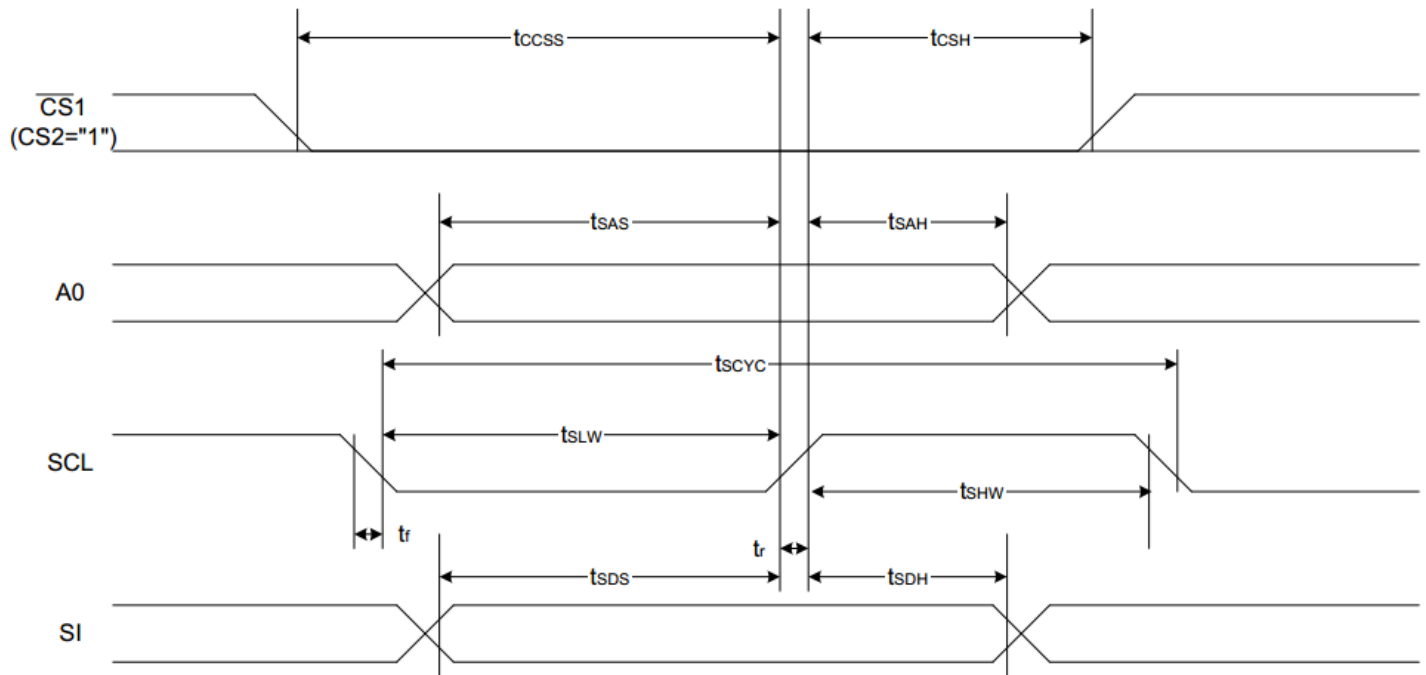 tCCSS
tCSH
CS1
(CS2="1")
tSAS
tSAH
A0
tSCYC
tSLW
SCL
tSHW
tf
tr
tSDS
tSDH
SI